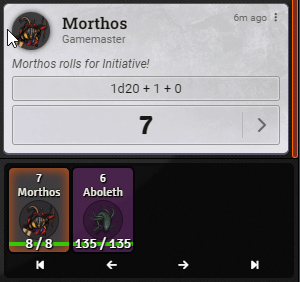 Morthos
6m ago
Gamemaster
Morthos rolls for Initiative!
1d20 + 1 + 0
7
7
Morthos
8 / 8
6
Aboleth
135 / 135